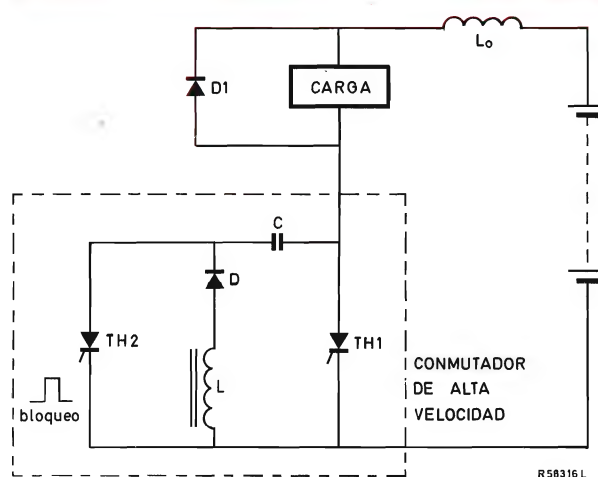 Lo
D1
CARGA
C
D
TH2
TH1
L
bloqueo
CONMUTADOR
DE ALTA
VELOCIDAD
R58316L